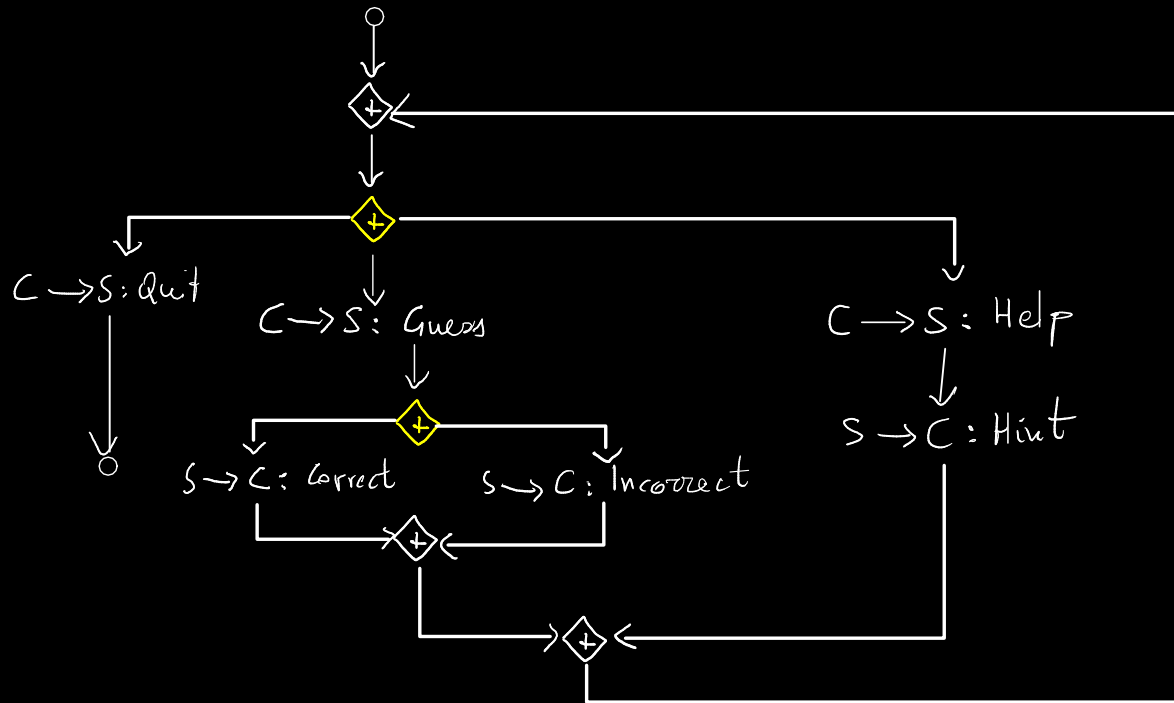 +
+
C → S: Quit
C → S: Guess
C → S: Help
+
S → C: Hint
S → C: Correct
S → C: Incorrect
+
+